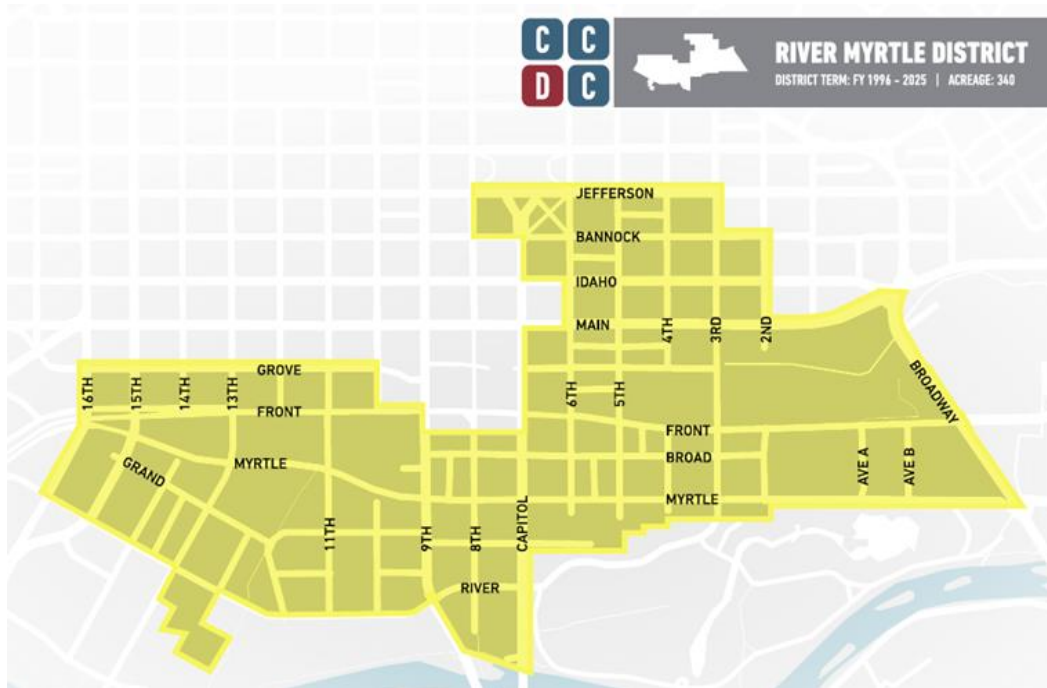 C C
D C
RIVER MYRTLE DISTRICT
DISTRICT TERM: FY 1996 - 2025 | ACREAGE: 340
JEFFERSON
BANNOCK
IDAHO
MAIN
4TH
3RD
2ND
GROVE
16TH
15TH
14TH
13TH
FRONT
6TH
5TH
BROADWAY
FRONT
BROAD
MYRTLE
GRAND
AVE A
AVE B
MYRTLE
11TH
9TH
8TH
CAPITOL
RIVER